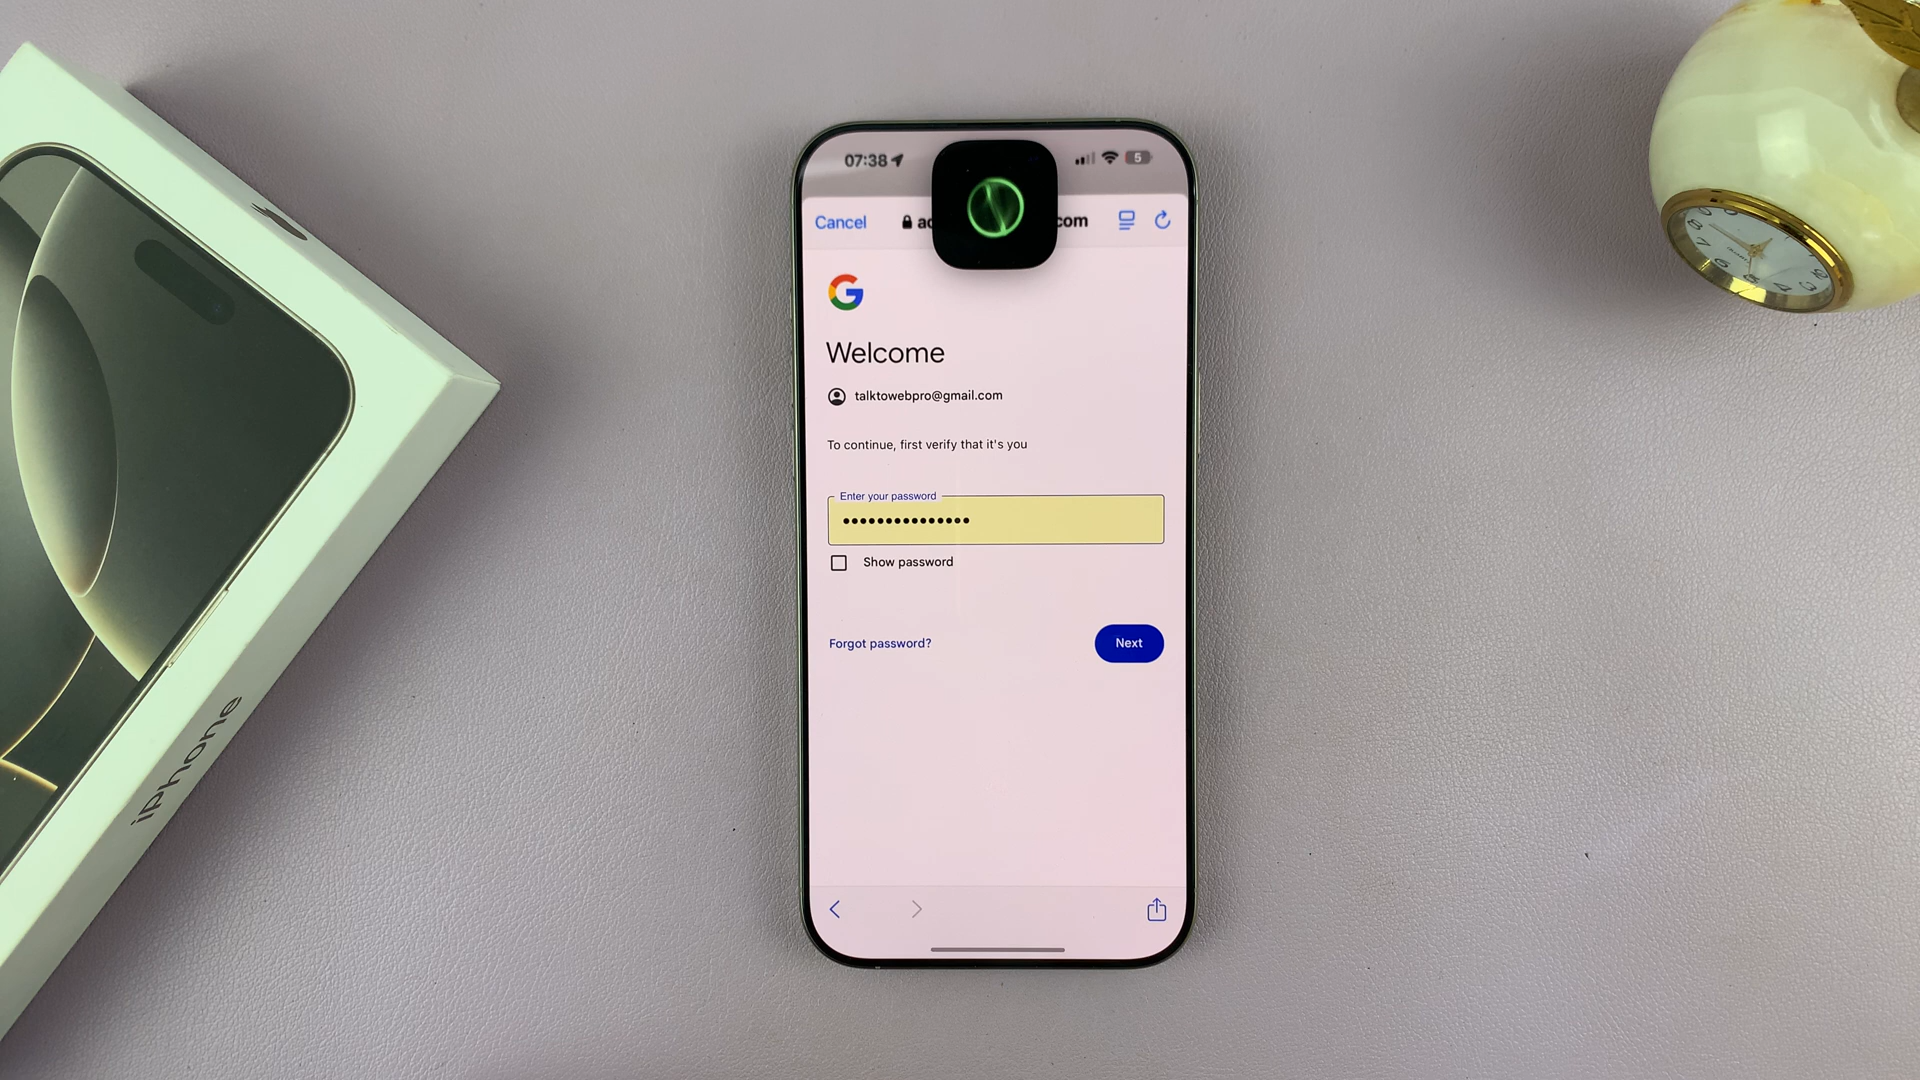 07:38
5
Cancel
com
Welcome
talktowebpro@gmail.com
To continue, first verify that it's you
Enter your password
Show password
Forgot password?
Next
iPhone